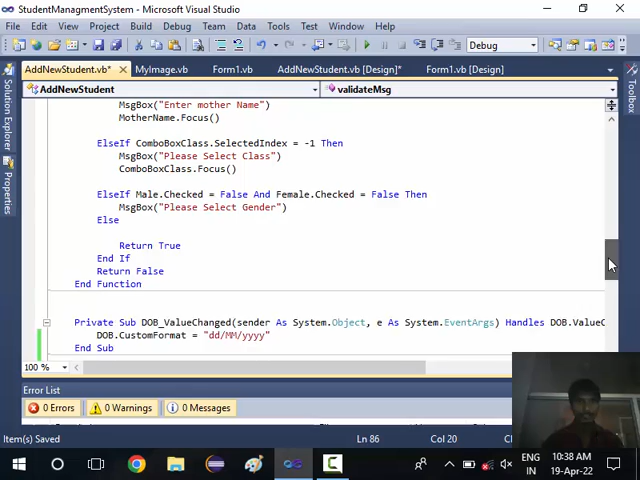 StudentManagmentSystem - Microsoft Visual Studio
File Edit View Project Build Debug Team Data Tools Test Window Help
Debug
AddNewStudent.vb* MyImage.vb Form1.vb AddNewStudent.vb [Design]* Form1.vb [Design]
AddNewStudent validateMsg
Solution Explorer
Properties
Toolbox
MsgBox("Enter mother Name")
MotherName.Focus()
ElseIf ComboBoxClass.SelectedIndex = -1 Then
MsgBox("Please Select Class")
ComboBoxClass.Focus()
ElseIf Male.Checked = False And Female.Checked = False Then
MsgBox("Please Select Gender")
Else
Return True
End If
Return False
End Function
Private Sub DOB_ValueChanged(sender As System.Object, e As System.EventArgs) Handles DOB.ValueC
DOB.CustomFormat = "dd/MM/yyyy"
End Sub
100 %
Error List
0 Errors 0 Warnings 0 Messages
Item(s) Saved Ln 86 Col 20
ENG 10:38 AM
IN 19-Apr-22